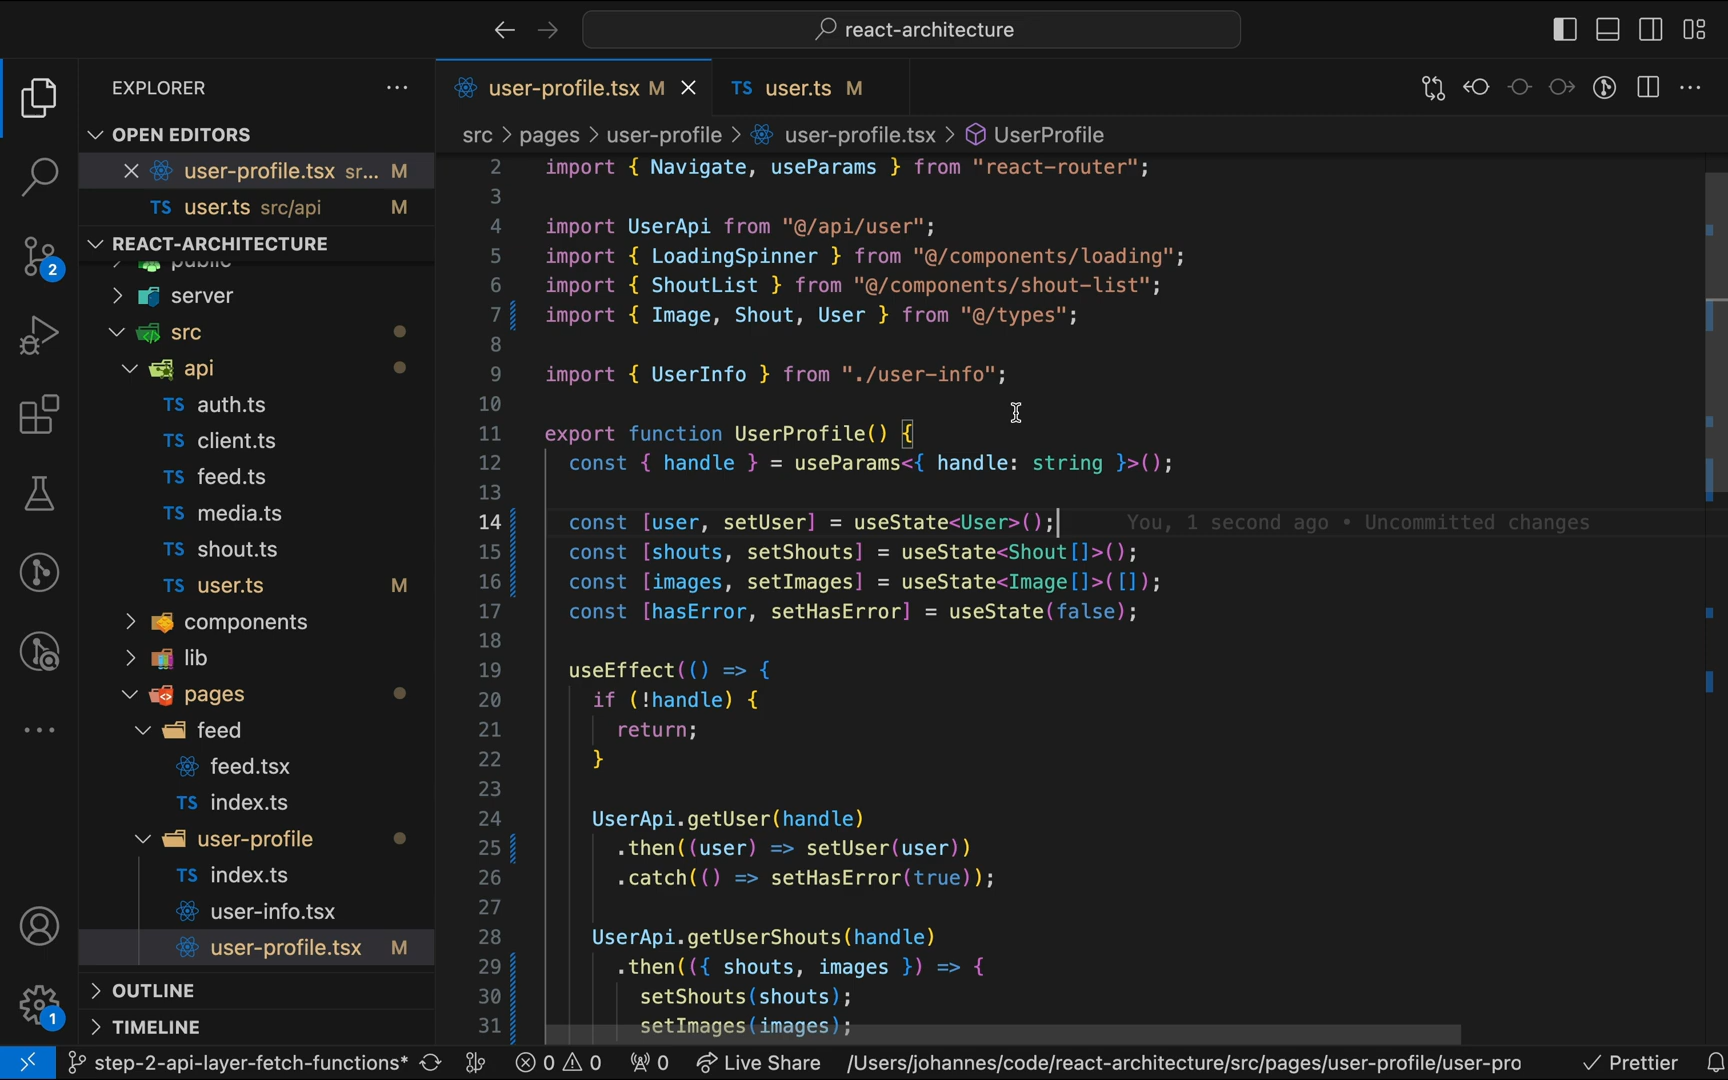 react-architecture
EXPLORER
OPEN EDITORS
user-profile.tsx sr... M
TS user.ts src/api M
REACT-ARCHITECTURE
public
server
src
api
TS auth.ts
TS client.ts
TS feed.ts
TS media.ts
TS shout.ts
TS user.ts M
components
lib
pages
feed
feed.tsx
TS index.ts
user-profile
TS index.ts
user-info.tsx
user-profile.tsx M
OUTLINE
TIMELINE
2
1
user-profile.tsx M
TS user.ts M
src > pages > user-profile > user-profile.tsx > UserProfile
2 import { Navigate, useParams } from "react-router";
3
4 import UserApi from "@/api/user";
5 import { LoadingSpinner } from "@/components/loading";
6 import { ShoutList } from "@/components/shout-list";
7 import { Image, Shout, User } from "@/types";
8
9 import { UserInfo } from "./user-info";
10
11 export function UserProfile() {
12 const { handle } = useParams<{ handle: string }>();
13
14 const [user, setUser] = useState<User>(); You, 1 second ago • Uncommitted changes
15 const [shouts, setShouts] = useState<Shout[]>();
16 const [images, setImages] = useState<Image[]>([]);
17 const [hasError, setHasError] = useState(false);
18
19 useEffect(() => {
20 if (!handle) {
21 return;
22 }
23
24 UserApi.getUser(handle)
25 .then((user) => setUser(user))
26 .catch(() => setHasError(true));
27
28 UserApi.getUserShouts(handle)
29 .then(({ shouts, images }) => {
30 setShouts(shouts);
31 setImages(images);
step-2-api-layer-fetch-functions* 0 0 0 Live Share /Users/johannes/code/react-architecture/src/pages/user-profile/user-pro Prettier